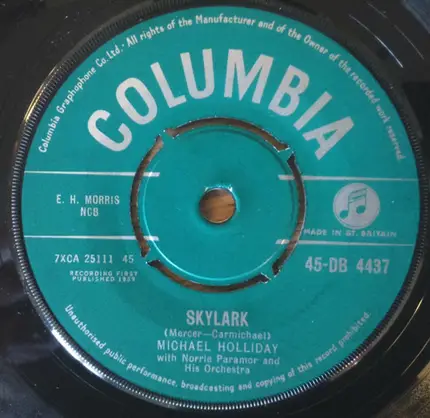 Columbia Graphophone Co., Ltd. · All rights of the Manufacturer and of the Owner of the recorded work reserved.
COLUMBIA
E. H. MORRIS
NCB
MADE IN GT. BRITAIN
7XCA 25111 45
45-DB 4437
RECORDING FIRST
PUBLISHED 1959
SKYLARK
(Mercer—Carmichael)
MICHAEL HOLLIDAY
with Norrie Paramor and
His Orchestra
Unauthorised public performance, broadcasting and copying of this record prohibited.